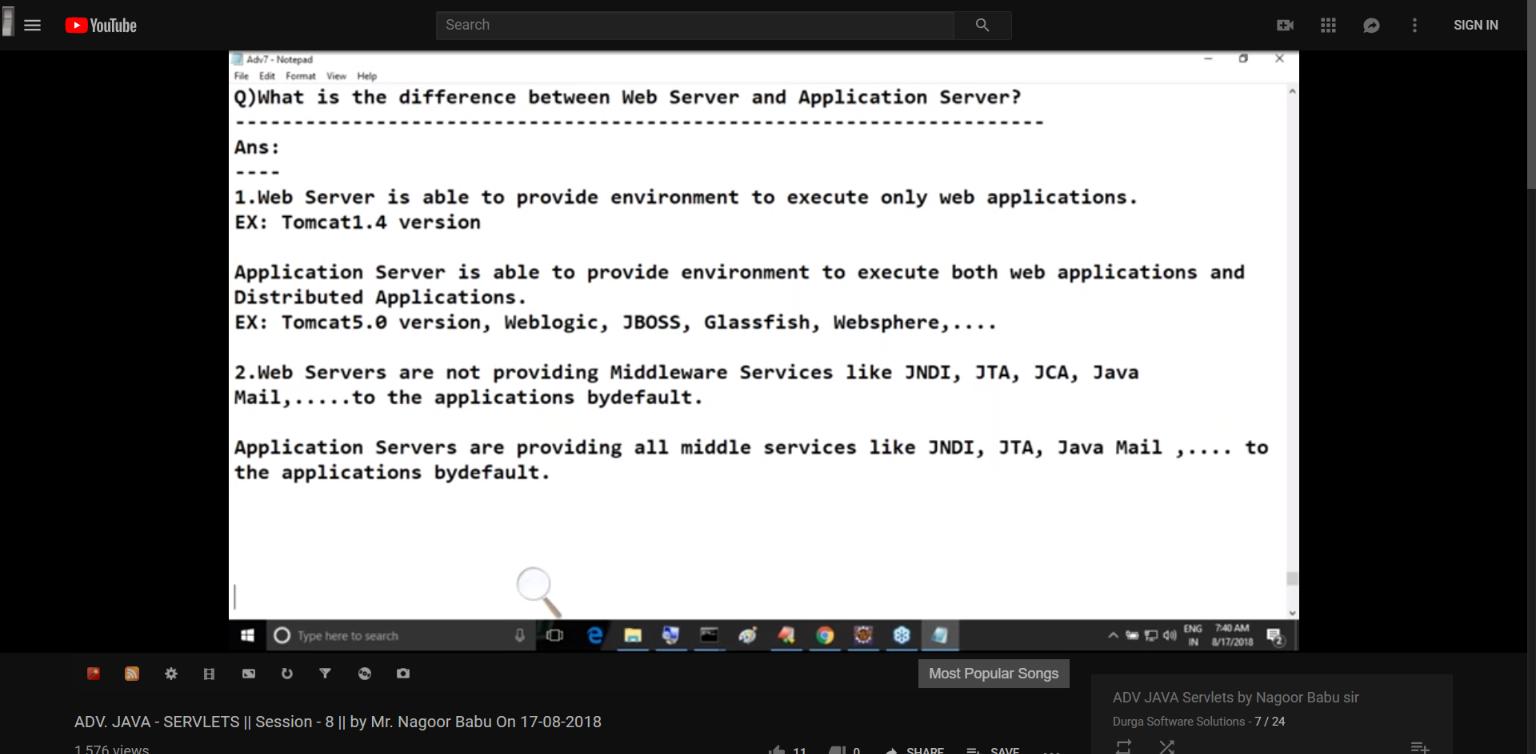 YouTube
Search
SIGN IN
Adv7 - Notepad
File Edit Format View Help
Q)What is the difference between Web Server and Application Server?
---------------------------------------------------------------------
Ans:
----
1.Web Server is able to provide environment to execute only web applications.
EX: Tomcat1.4 version
Application Server is able to provide environment to execute both web applications and
Distributed Applications.
EX: Tomcat5.0 version, Weblogic, JBOSS, Glassfish, Websphere,....
2.Web Servers are not providing Middleware Services like JNDI, JTA, JCA, Java
Mail,.....to the applications bydefault.
Application Servers are providing all middle services like JNDI, JTA, Java Mail ,.... to
the applications bydefault.
Type here to search
ENG
IN
7:40 AM
8/17/2018
2
Most Popular Songs
ADV. JAVA - SERVLETS || Session - 8 || by Mr. Nagoor Babu On 17-08-2018
1,576 views
11
0
SHARE
SAVE
ADV JAVA Servlets by Nagoor Babu sir
Durga Software Solutions - 7 / 24